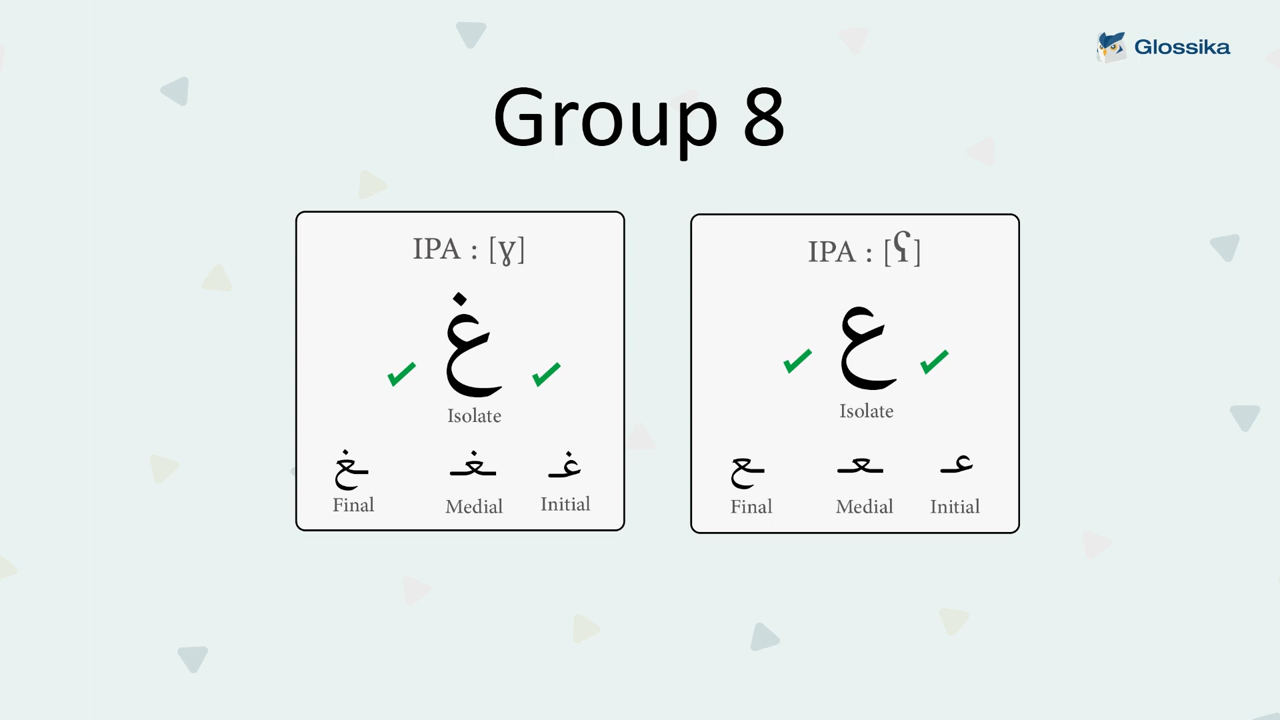 Glossika
Group 8
IPA : [ɣ]
غ
Isolate
ـغ ـغـ غـ
Final Medial Initial
IPA : [ʕ]
ع
Isolate
ـع ـعـ عـ
Final Medial Initial